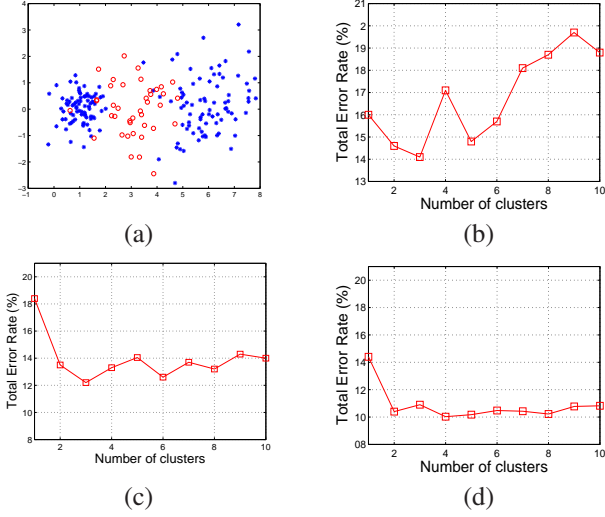 4
3
2
1
0
−1
−2
−3
−1 0 1 2 3 4 5 6 7 8
(a)
Total Error Rate (%)
21
20
19
18
17
16
15
14
13
2 4 6 8 10
Number of clusters
(b)
Total Error Rate (%)
20
18
16
14
12
10
8
2 4 6 8 10
Number of clusters
(c)
Total Error Rate (%)
20
18
16
14
12
10
08
2 4 6 8 10
Number of clusters
(d)